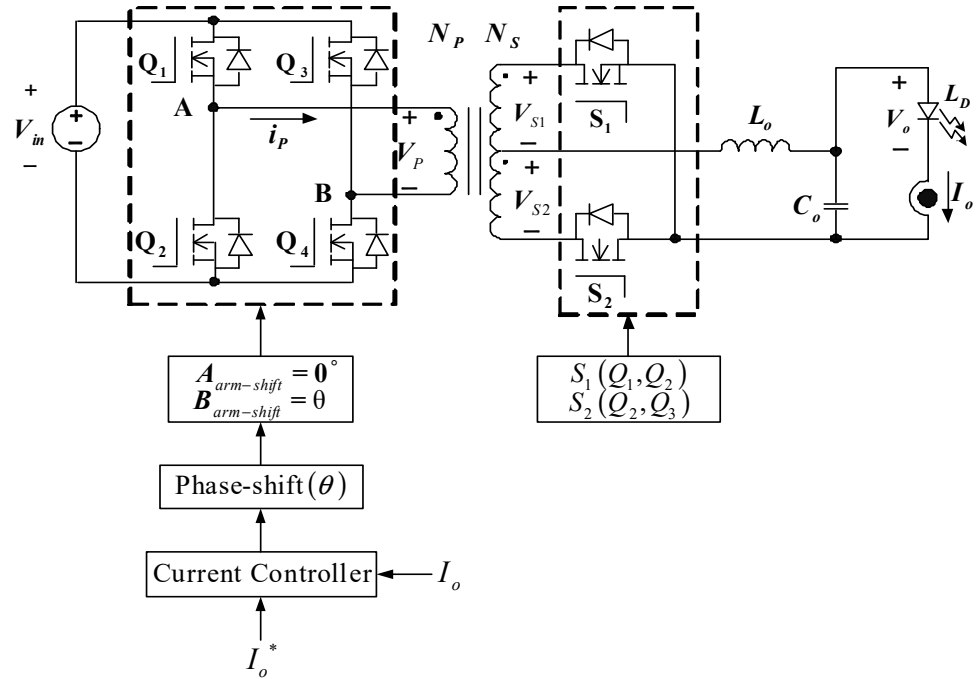 N_P N_S
Q_1
Q_3
+
V_in
−
+
−
A
i_P
+
V_P
−
B
Q_2
Q_4
+
V_S1
−
+
V_S2
−
S_1
S_2
L_o
C_o
+
V_o
−
L_D
I_o
A_arm−shift = 0°
B_arm−shift = θ
S_1(Q_1,Q_2)
S_2(Q_2,Q_3)
Phase-shift(θ)
Current Controller
I_o
I_o*